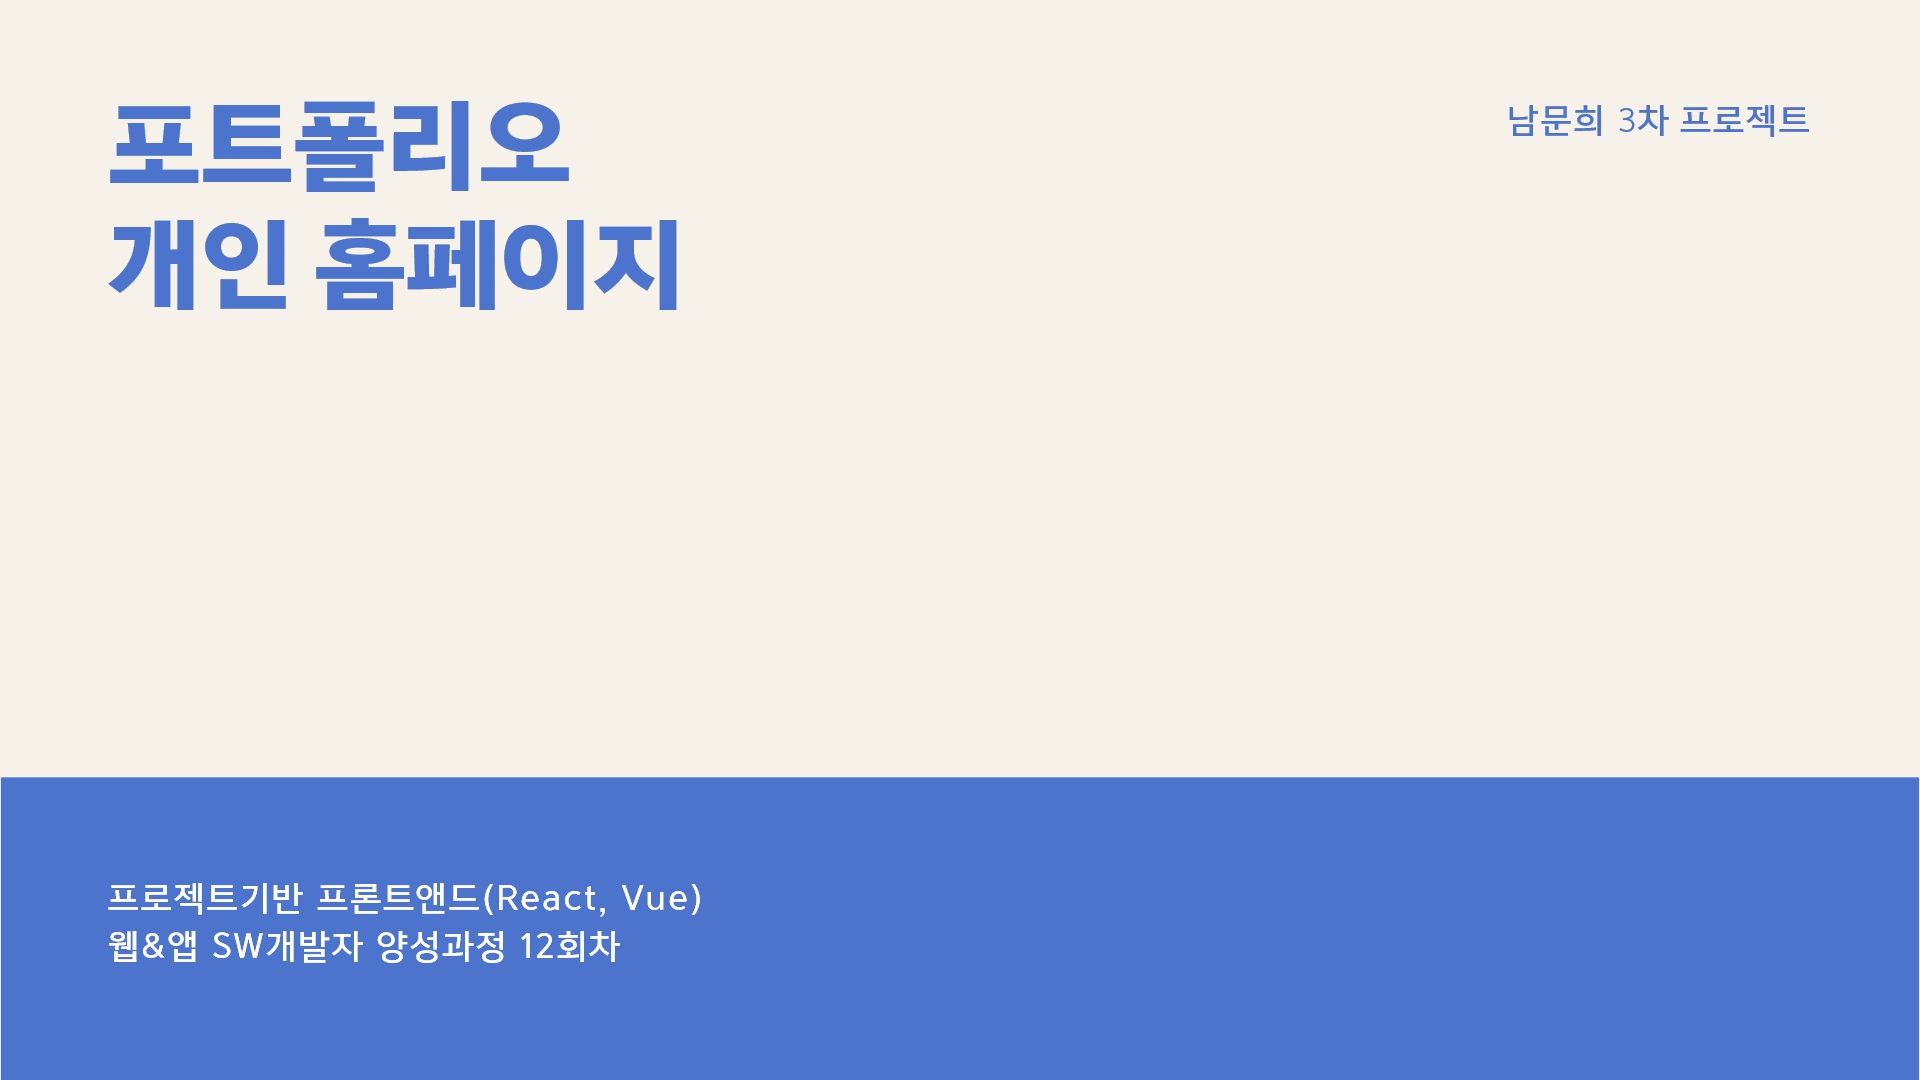 포트폴리오
개인 홈페이지
남문희 3차 프로젝트
프로젝트기반 프론트앤드(React, Vue)
웹&앱 SW개발자 양성과정 12회차